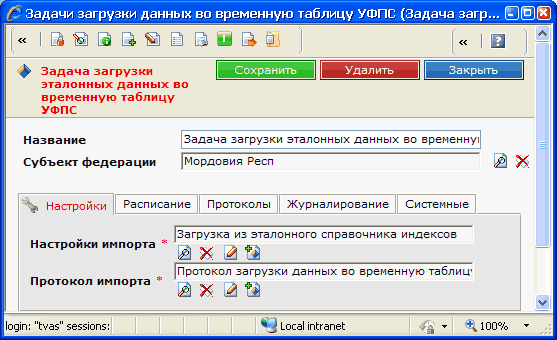 Задачи загрузки данных во временную таблицу УФПС (Задача загр...
«
«
?
Задача загрузки
эталонных данных во
временную таблицу
УФПС
Сохранить
Удалить
Закрыть
Название
Задача загрузки эталонных данных во временну
Субъект федерации
Мордовия Респ
Настройки
Расписание
Протоколы
Журналирование
Системные
Настройки импорта *
Загрузка из эталонного справочника индексов
Протокол импорта *
Протокол загрузки данных во временную таблиц
login: "tvas" sessions:
Local intranet
100%